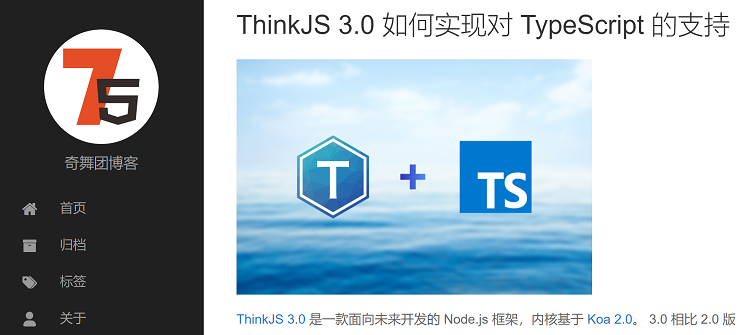 75
奇舞团博客
首页
归档
标签
关于
ThinkJS 3.0 如何实现对 TypeScript 的支持
T + TS
ThinkJS 3.0 是一款面向未来开发的 Node.js 框架，内核基于 Koa 2.0。 3.0 相比 2.0 版